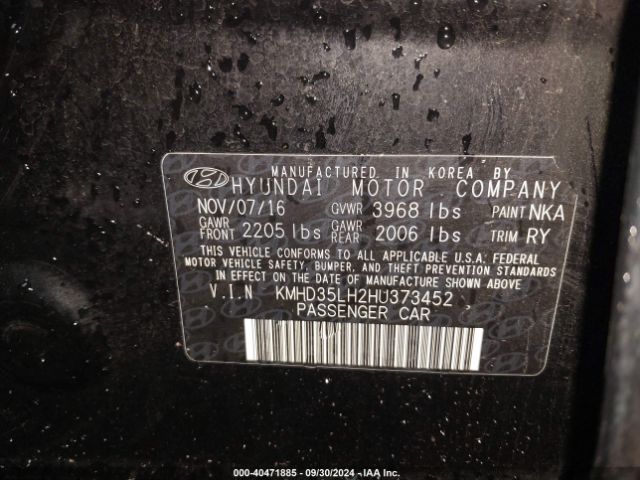 MANUFACTURED IN KOREA BY
HYUNDAI MOTOR COMPANY
NOV/07/16 GVWR 3968 lbs PAINT NKA
GAWR FRONT 2205 lbs GAWR REAR 2006 lbs TRIM RY
THIS VEHICLE CONFORMS TO ALL APPLICABLE U.S.A. FEDERAL
MOTOR VEHICLE SAFETY, BUMPER, AND THEFT PREVENTION STANDARDS
IN EFFECT ON THE DATE OF MANUFACTURE SHOWN ABOVE.
V.I.N KMHD35LH2HU373452
PASSENGER CAR
000-40471885 - 09/30/2024 - IAA Inc.